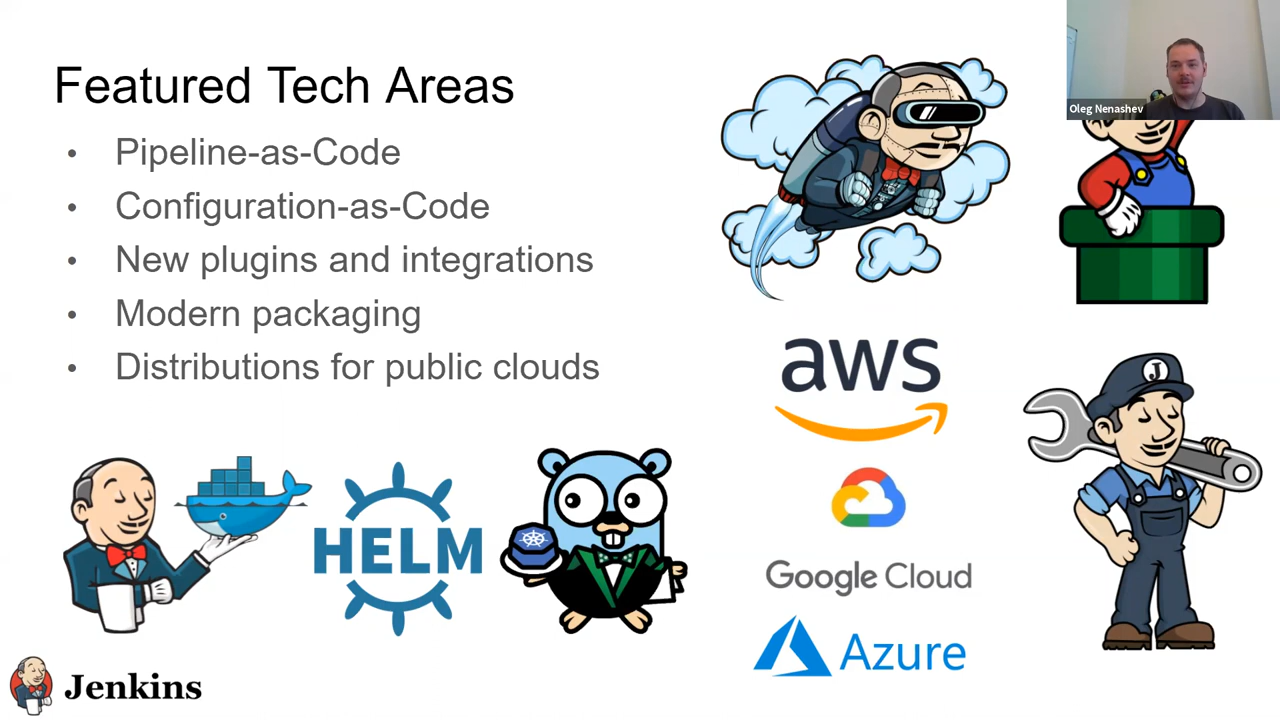 Featured Tech Areas
• Pipeline-as-Code
• Configuration-as-Code
• New plugins and integrations
• Modern packaging
• Distributions for public clouds
Oleg Nenashev
aws
J
HELM
Google Cloud
Azure
Jenkins